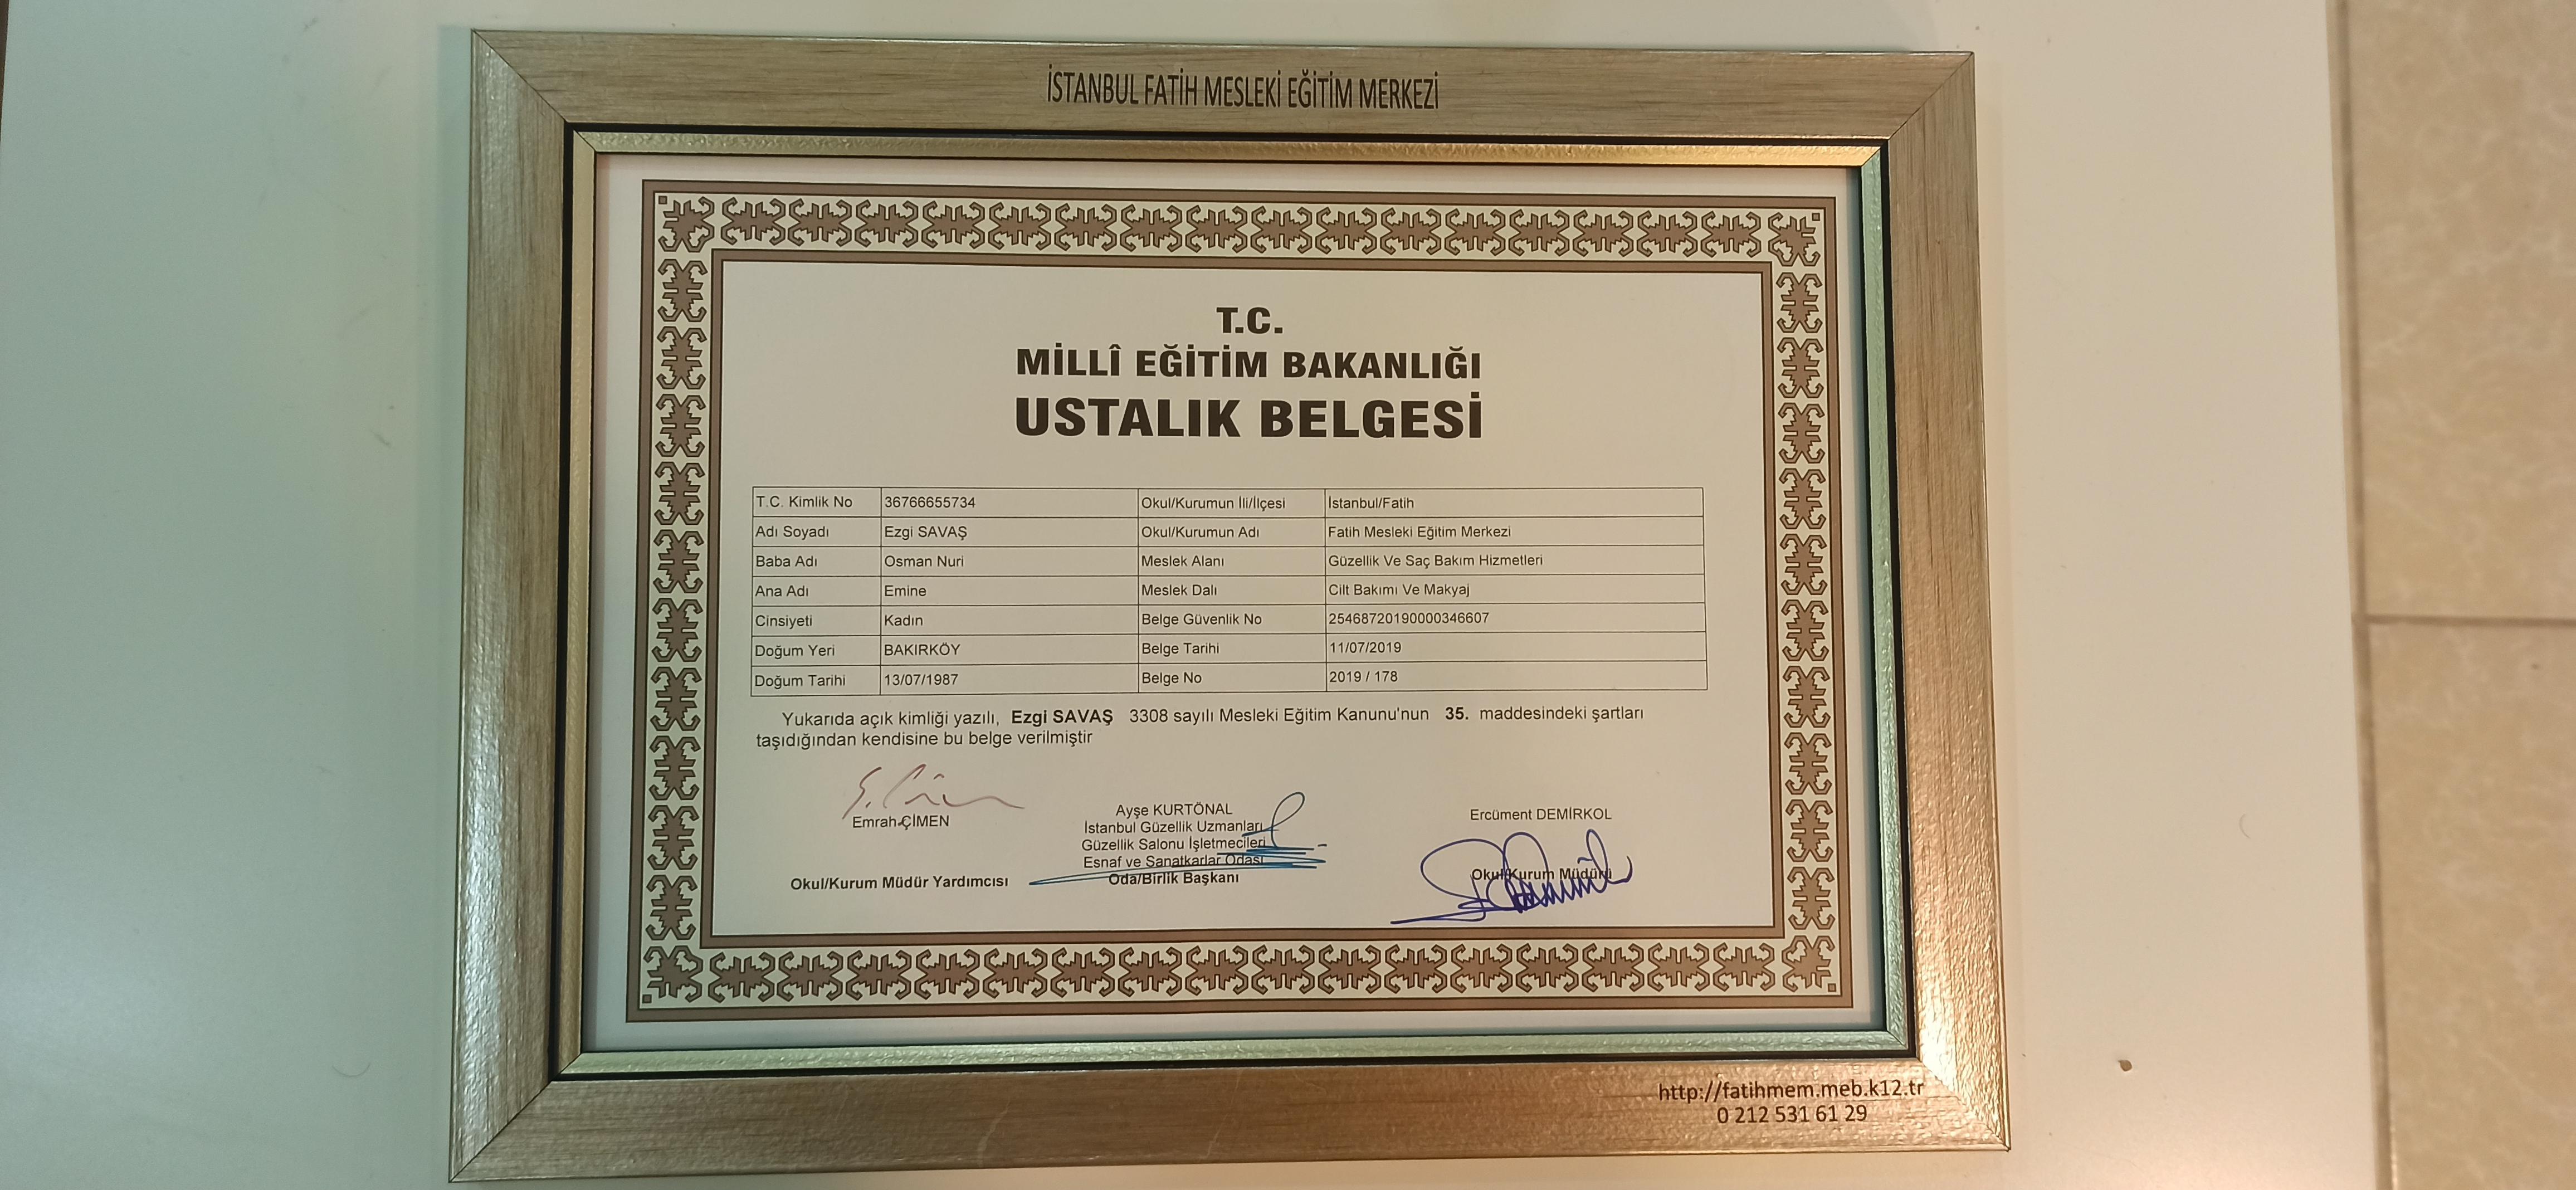 İSTANBUL FATİH MESLEKİ EĞİTİM MERKEZİ
T.C.
MİLLÎ EĞİTİM BAKANLIĞI
USTALIK BELGESİ
T.C. Kimlik No 36766655734 Okul/Kurumun İli/İlçesi İstanbul/Fatih
Adı Soyadı Ezgi SAVAŞ Okul/Kurumun Adı Fatih Mesleki Eğitim Merkezi
Baba Adı Osman Nuri Meslek Alanı Güzellik Ve Saç Bakım Hizmetleri
Ana Adı Emine Meslek Dalı Cilt Bakımı Ve Makyaj
Cinsiyeti Kadın Belge Güvenlik No 25468720190000346607
Doğum Yeri BAKIRKÖY Belge Tarihi 11/07/2019
Doğum Tarihi 13/07/1987 Belge No 2019 / 178
Yukarıda açık kimliği yazılı, Ezgi SAVAŞ 3308 sayılı Mesleki Eğitim Kanunu'nun 35. maddesindeki şartları
taşıdığından kendisine bu belge verilmiştir
Emrah ÇİMEN
Okul/Kurum Müdür Yardımcısı
Ayşe KURTÖNAL
İstanbul Güzellik Uzmanları
Güzellik Salonu İşletmecileri
Esnaf ve Sanatkarlar Odası
Oda/Birlik Başkanı
Ercüment DEMİRKOL
Okul/Kurum Müdürü
http://fatihmem.meb.k12.tr
0 212 531 61 29